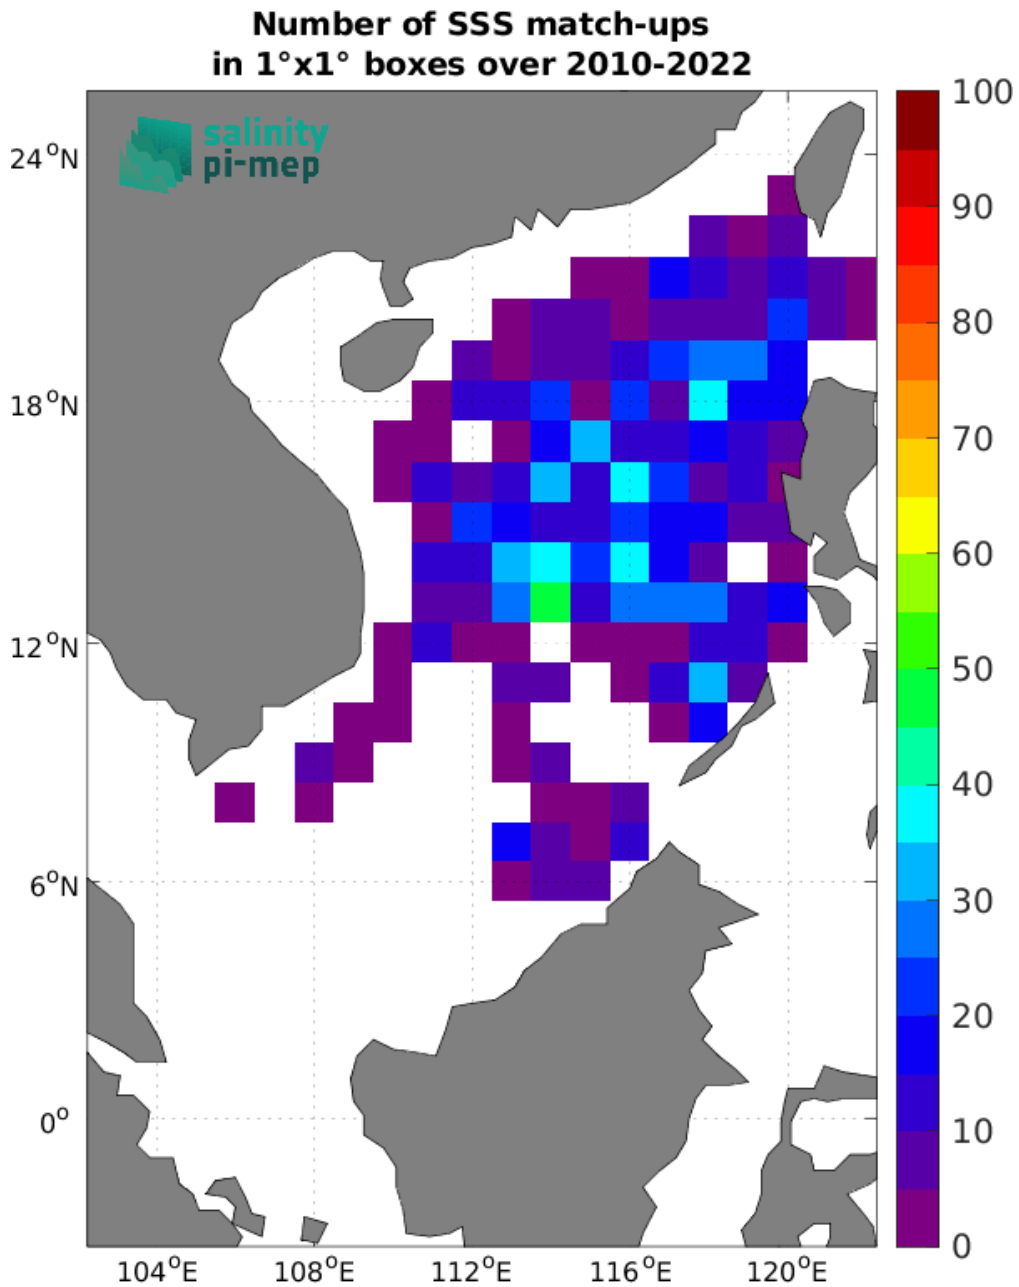 Number of SSS match-ups
in 1°x1° boxes over 2010-2022
salinity
pi-mep
24°N
18°N
12°N
6°N
0°
104°E 108°E 112°E 116°E 120°E
100
90
80
70
60
50
40
30
20
10
0